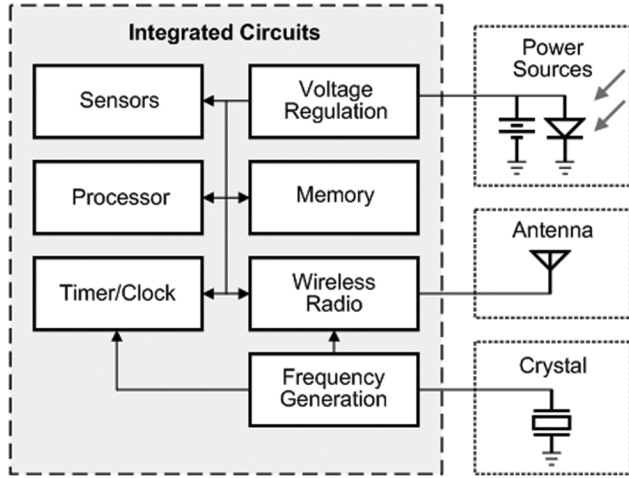 Integrated Circuits
Sensors
Voltage
Regulation
Processor
Memory
Timer/Clock
Wireless
Radio
Frequency
Generation
Power
Sources
Antenna
Crystal